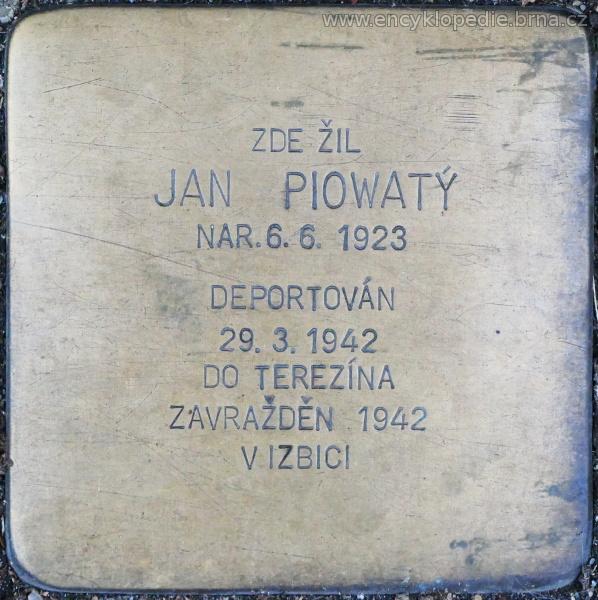 www.encyklopedie.brna.cz
ZDE ŽIL
JAN PIOWATÝ
NAR. 6. 6. 1923
DEPORTOVÁN
29. 3. 1942
DO TEREZÍNA
ZAVRAŽDĚN 1942
V IZBICI